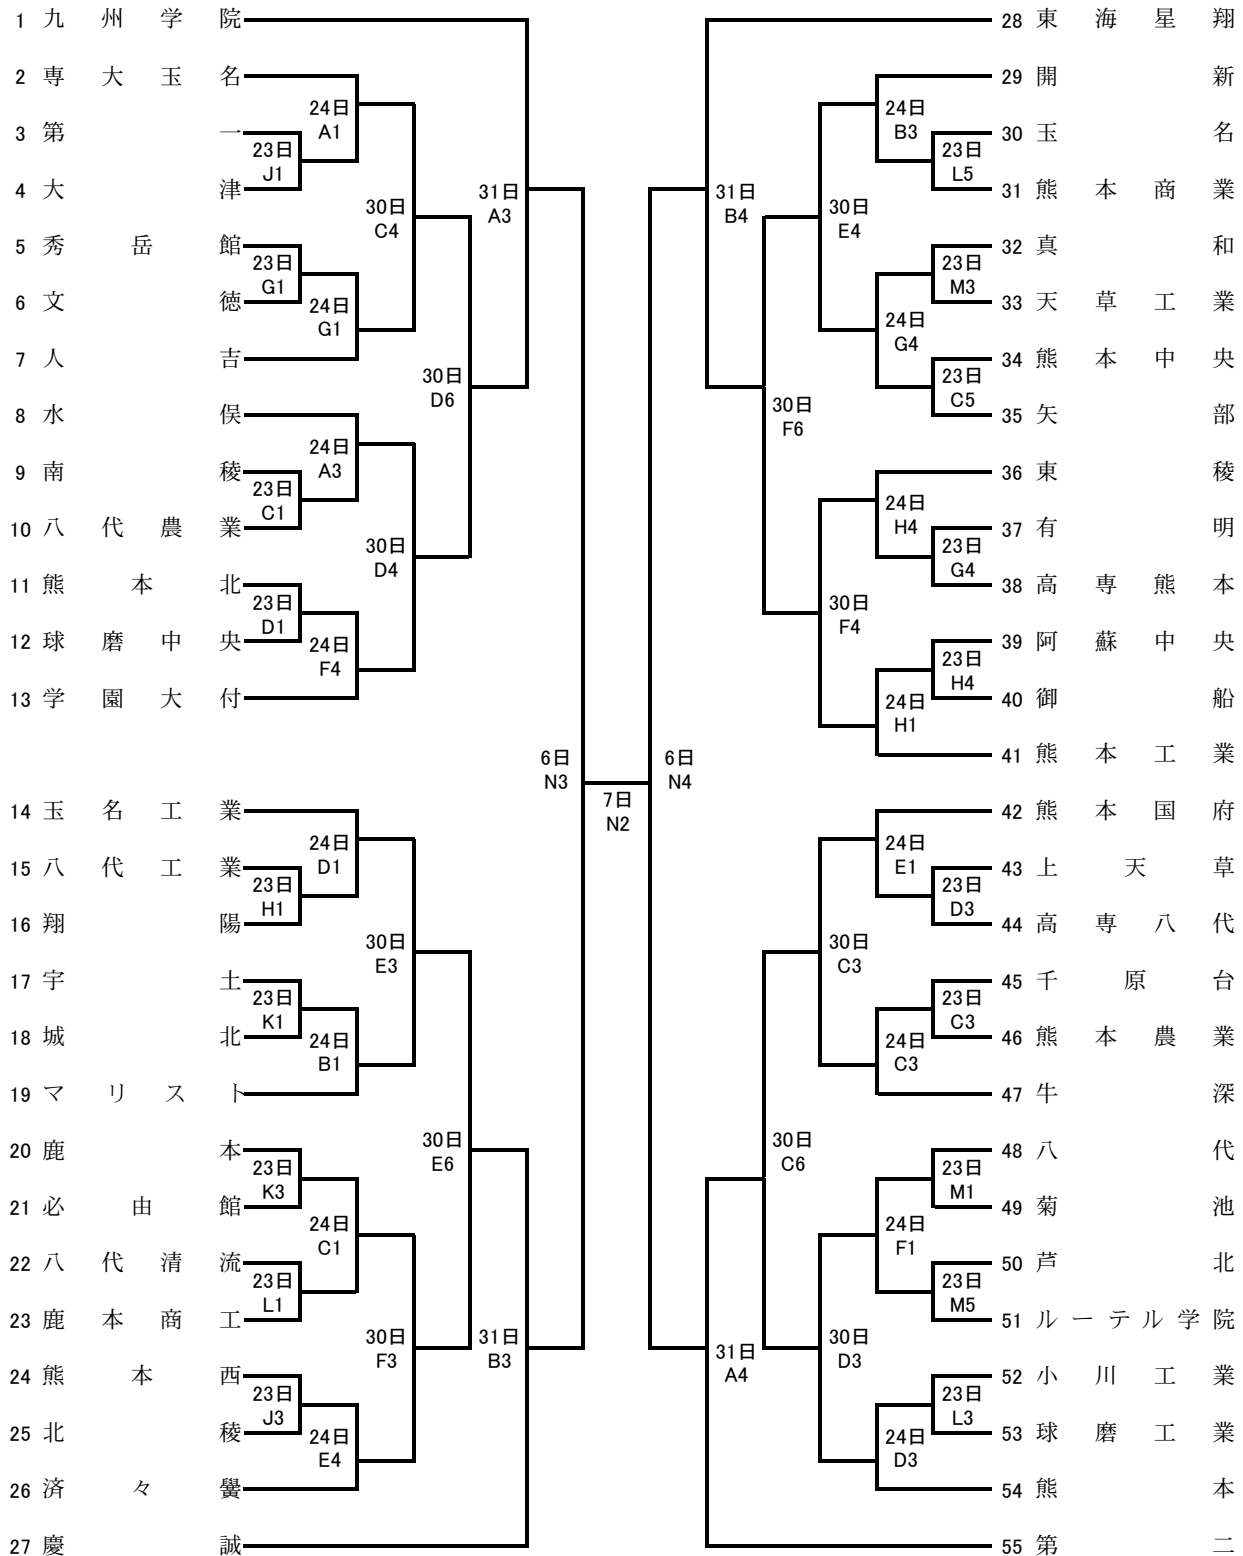 1 九州学院
2 専大玉名
24日
A1
3 第一
23日
J1
4 大津
30日
C4
31日
A3
5 秀岳館
23日
G1
6 文徳
24日
G1
7 人吉
30日
D6
8 水俣
24日
A3
9 南稜
23日
C1
10 八代農業
30日
D4
11 熊本北
23日
D1
12 球磨中央
24日
F4
13 学園大付
6日
N3
14 玉名工業
24日
D1
15 八代工業
23日
H1
16 翔陽
30日
E3
17 宇土
23日
K1
18 城北
24日
B1
19 マリスト
30日
E6
20 鹿本
23日
K3
21 必由館
24日
C1
22 八代清流
23日
L1
23 鹿本商工
30日
F3
31日
B3
24 熊本西
23日
J3
25 北稜
24日
E4
26 済々黌
27 慶誠
7日
N2
28 東海星翔
29 開新
24日
B3
30 玉名
23日
L5
31 熊本商業
31日
B4
30日
E4
32 真和
23日
M3
33 天草工業
24日
G4
34 熊本中央
23日
C5
35 矢部
30日
F6
36 東稜
24日
H4
37 有明
23日
G4
38 高専熊本
30日
F4
39 阿蘇中央
23日
H4
40 御船
24日
H1
41 熊本工業
6日
N4
42 熊本国府
24日
E1
43 上天草
23日
D3
44 高専八代
30日
C3
45 千原台
23日
C3
46 熊本農業
24日
C3
47 牛深
30日
C6
48 八代
23日
M1
49 菊池
24日
F1
50 芦北
23日
M5
51 ルーテル学院
31日
A4
30日
D3
52 小川工業
23日
L3
53 球磨工業
24日
D3
54 熊本
55 第二